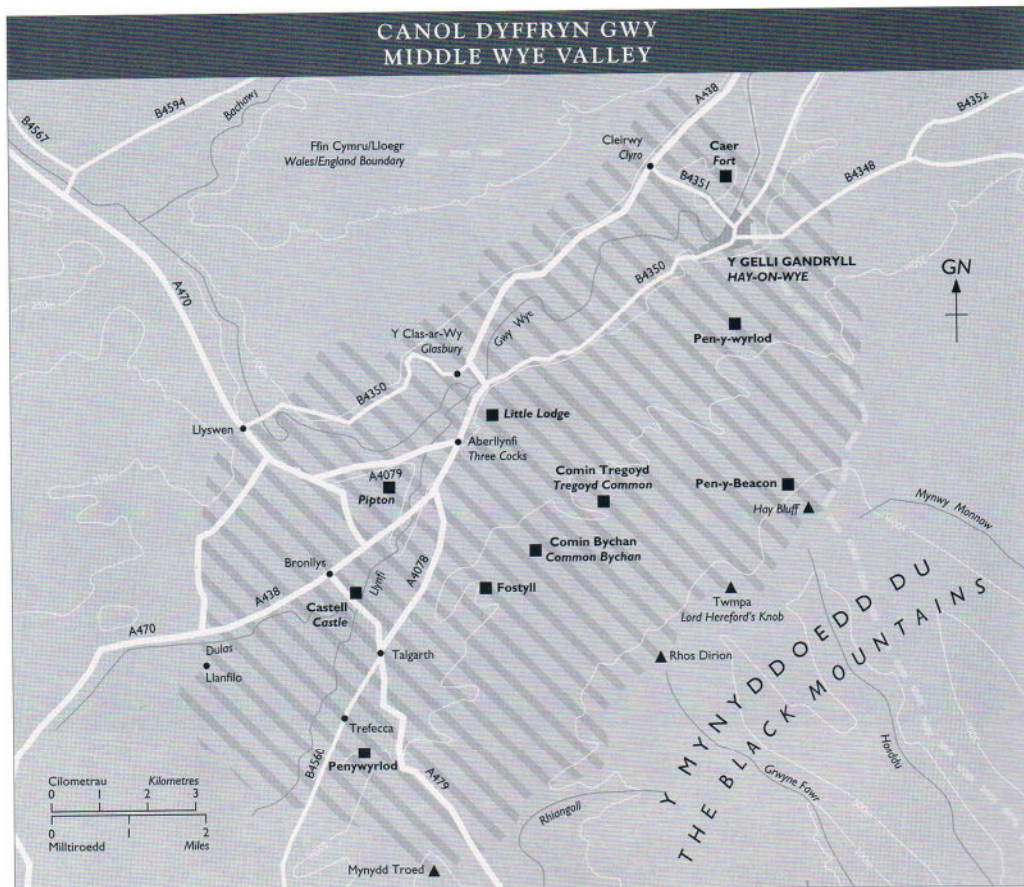 CANOL DYFFRYN GWY
MIDDLE WYE VALLEY
B4567
B4594
Bachawy
Ffin Cymru/Lloegr
Wales/England Boundary
A438
B4352
Cleirwy
Clyro
Caer
Fort
B4351
B4348
Y GELLI GANDRYLL
HAY-ON-WYE
GN
B4350
A470
Gwy Wye
Pen-y-wyrlod
Y Clas-ar-Wy
Glasbury
B4350
Little Lodge
Llyswen
Aberllynfi
Three Cocks
A4079
Pipton
Comin Tregoyd
Tregoyd Common
Pen-y-Beacon
Hay Bluff
Mynwy Monnow
Comin Bychan
Common Bychan
Bronllys
Llynfi
A4078
Fostyll
Castell
Castle
A438
Twmpa
Lord Hereford's Knob
A470
Dulas
Llanfilo
Talgarth
Rhos Dirion
Y MYNYDDOEDD DU
THE BLACK MOUNTAINS
Trefecca
Penywyrlod
B4560
A479
Honddu
Grwyne Fawr
Rhiangoll
Cilometrau Kilometres
0 1 2 3
0 1 2
Milltiroedd Miles
Mynydd Troed